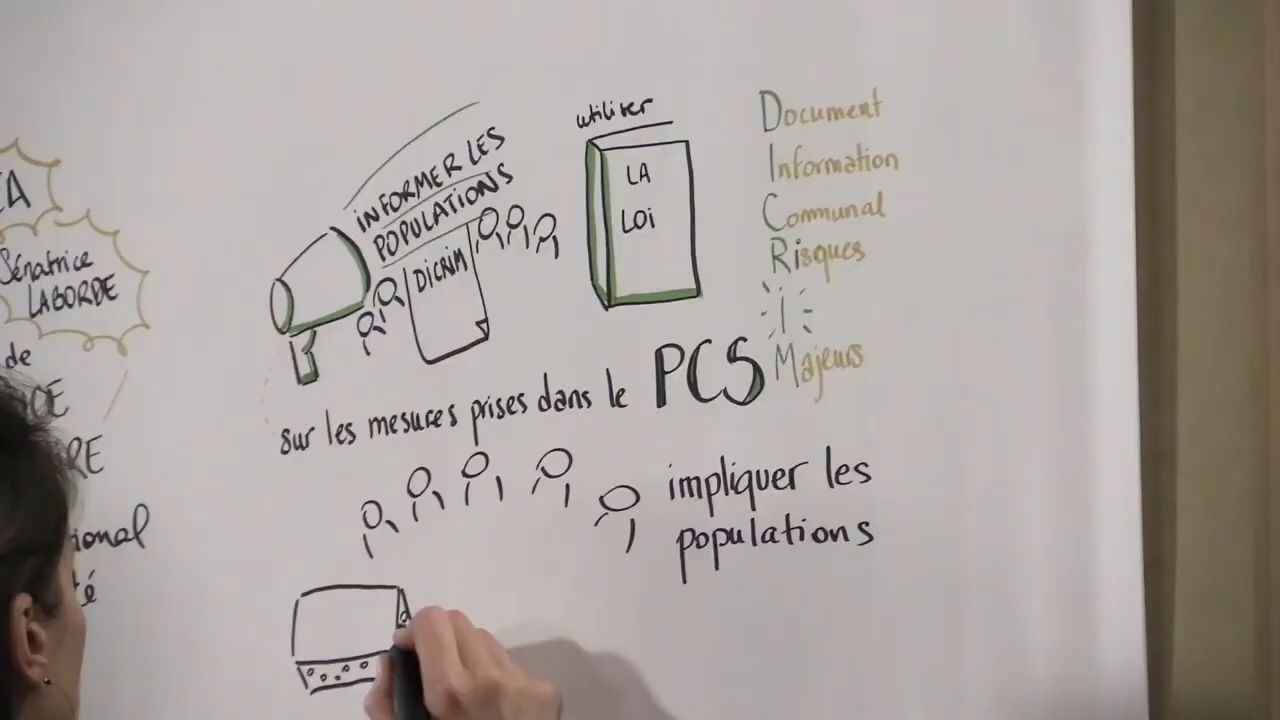 Sénatrice
LABORDE
de
RE
INFORMER LES
POPULATIONS
DICRIM
utiliser
LA
LOi
Document
Information
Communal
Risques
Majeurs
sur les mesures prises dans le PCS
impliquer les
populations